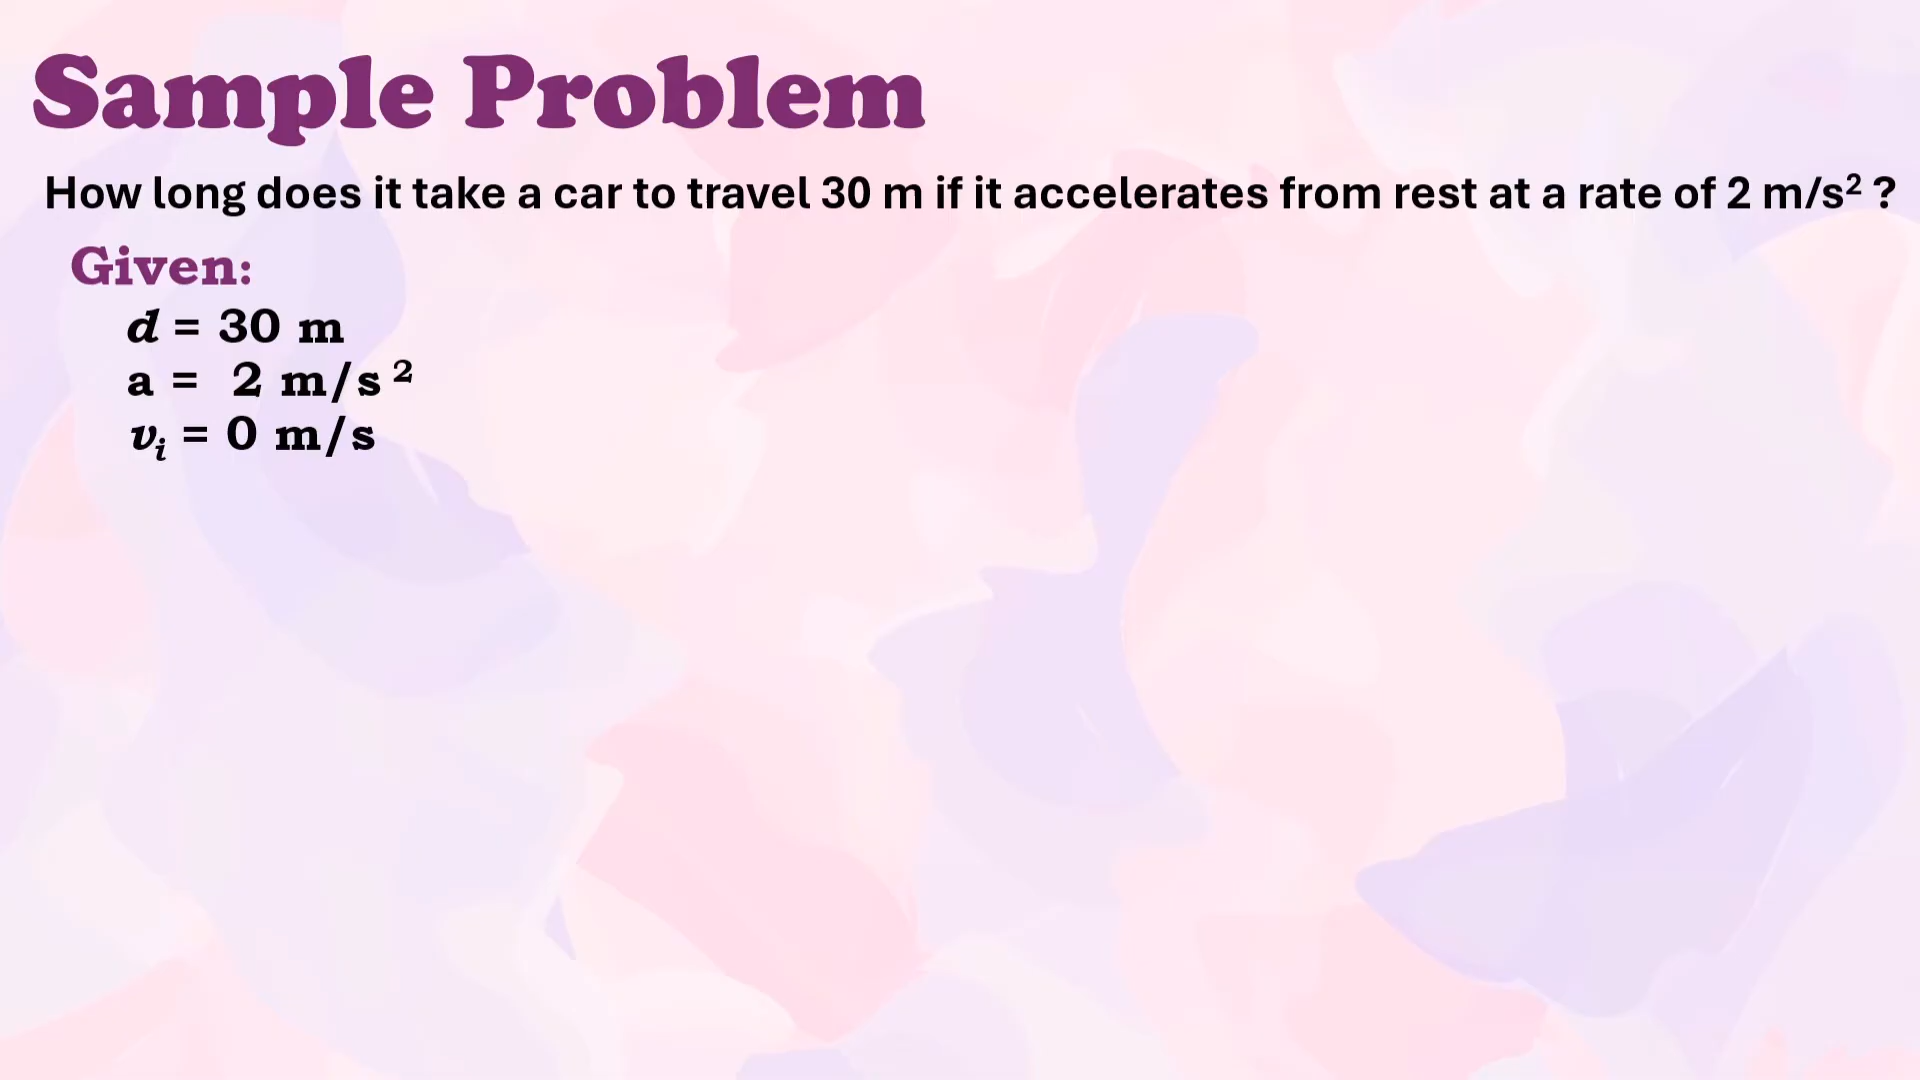 Sample Problem
How long does it take a car to travel 30 m if it accelerates from rest at a rate of 2 m/s² ?
Given:
d = 30 m
a = 2 m/s ²
vᵢ = 0 m/s